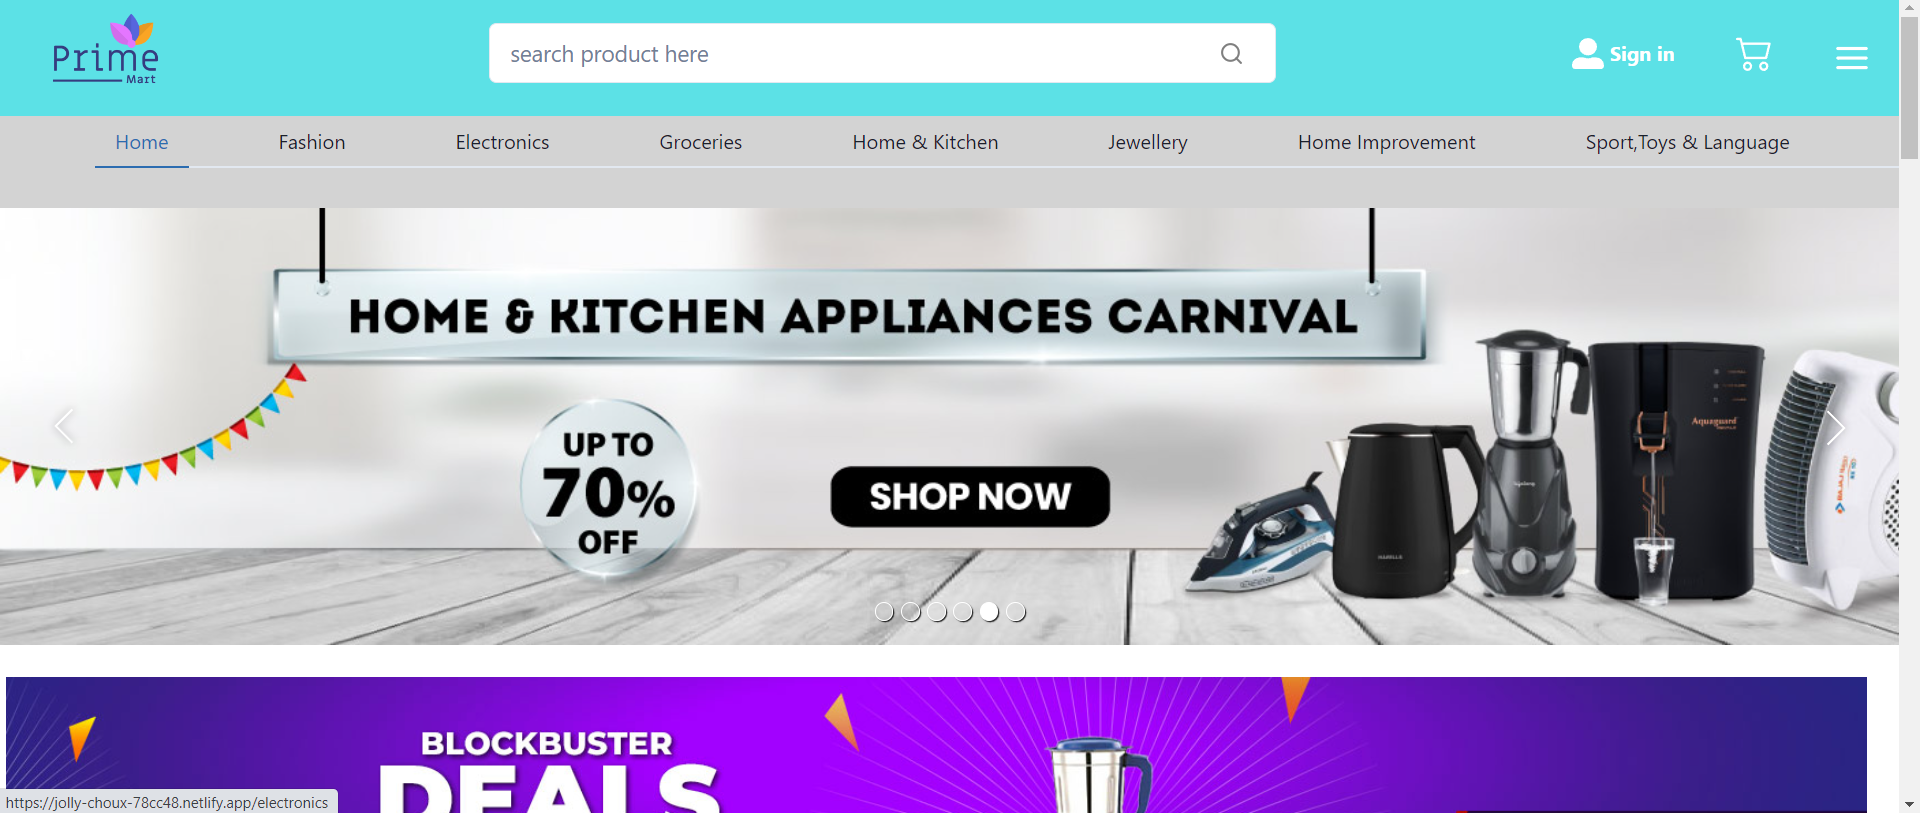 Prime
Mart
search product here
Sign in
Home
Fashion
Electronics
Groceries
Home & Kitchen
Jewellery
Home Improvement
Sport,Toys & Language
HOME & KITCHEN APPLIANCES CARNIVAL
UP TO
70%
OFF
SHOP NOW
Aquaguard
HAVELLS
BAJAJ
BLOCKBUSTER
DEALS
https://jolly-choux-78cc48.netlify.app/electronics